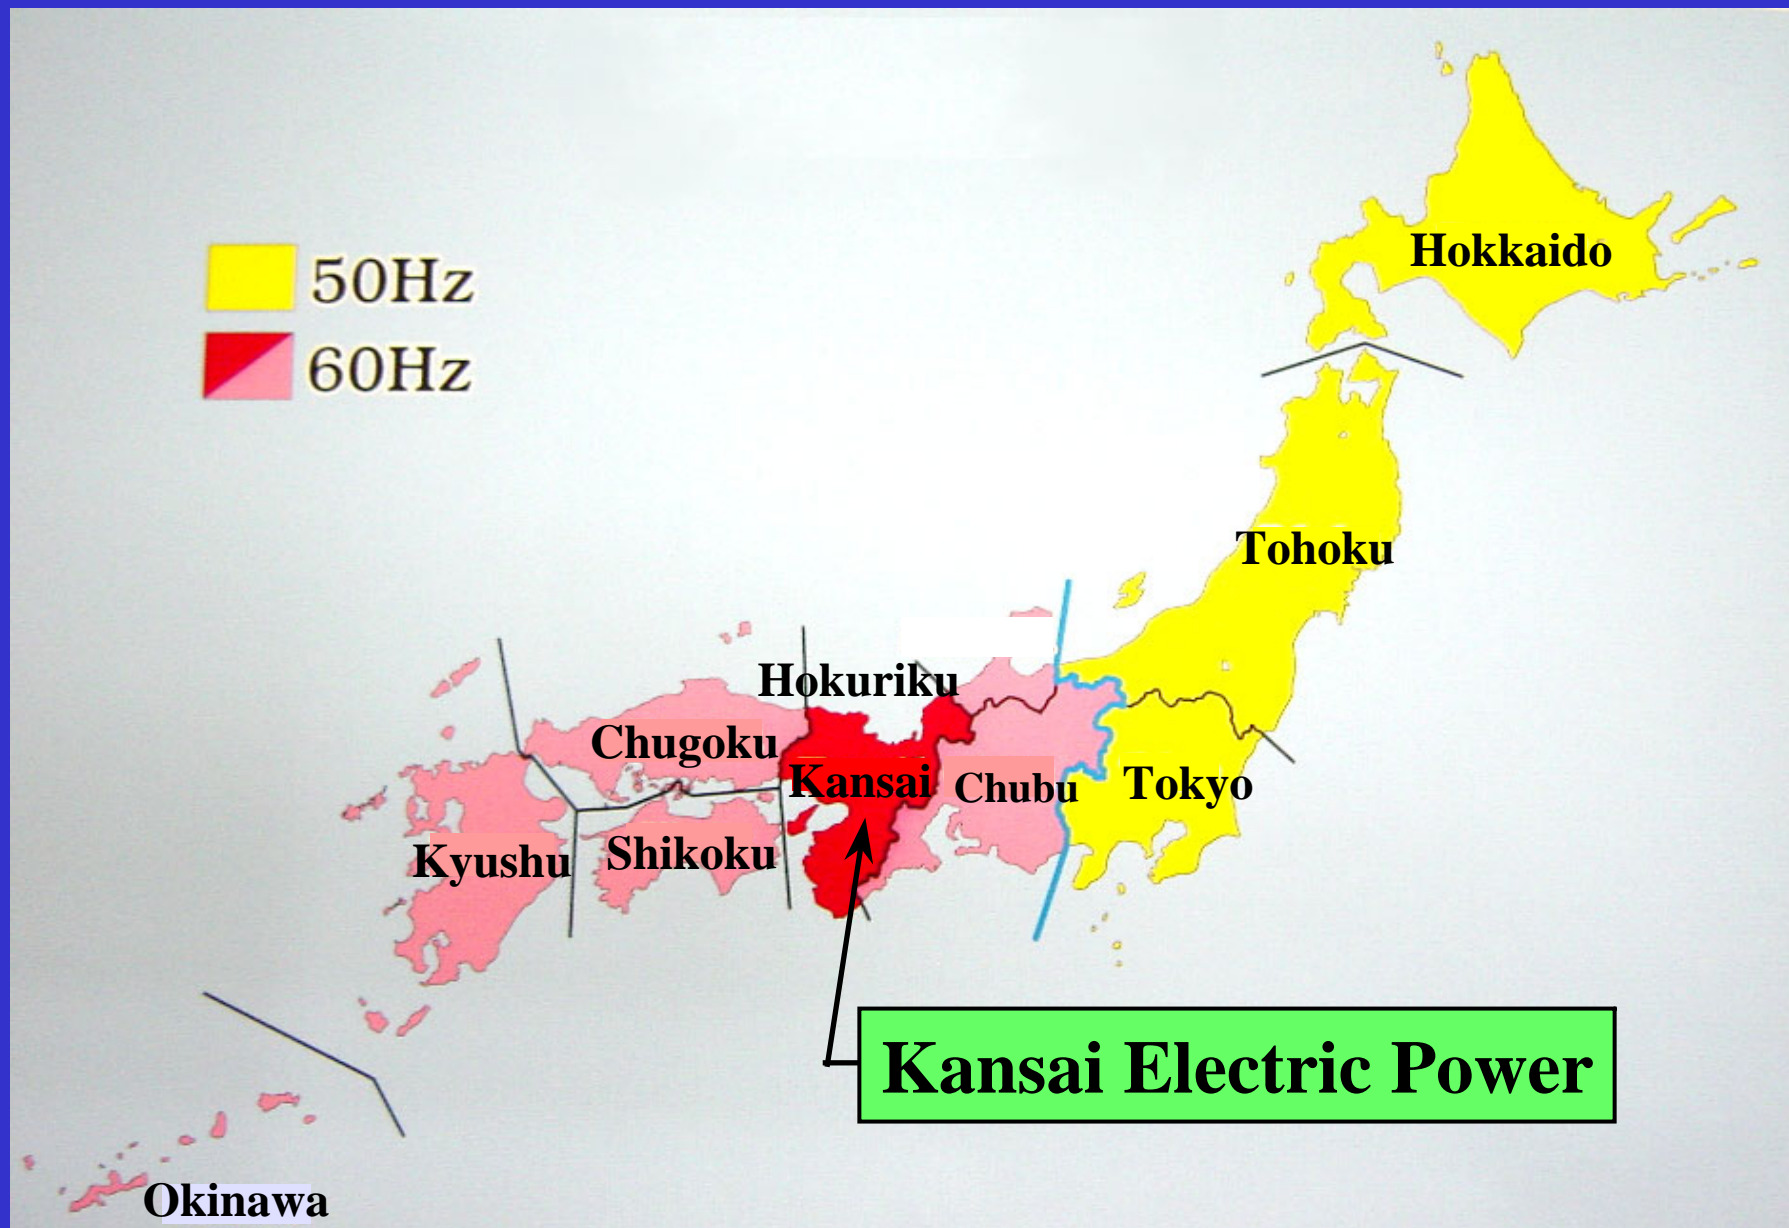 50Hz
60Hz
Hokkaido
Tohoku
Hokuriku
Chugoku
Kansai
Chubu
Tokyo
Kyushu
Shikoku
Kansai Electric Power
Okinawa